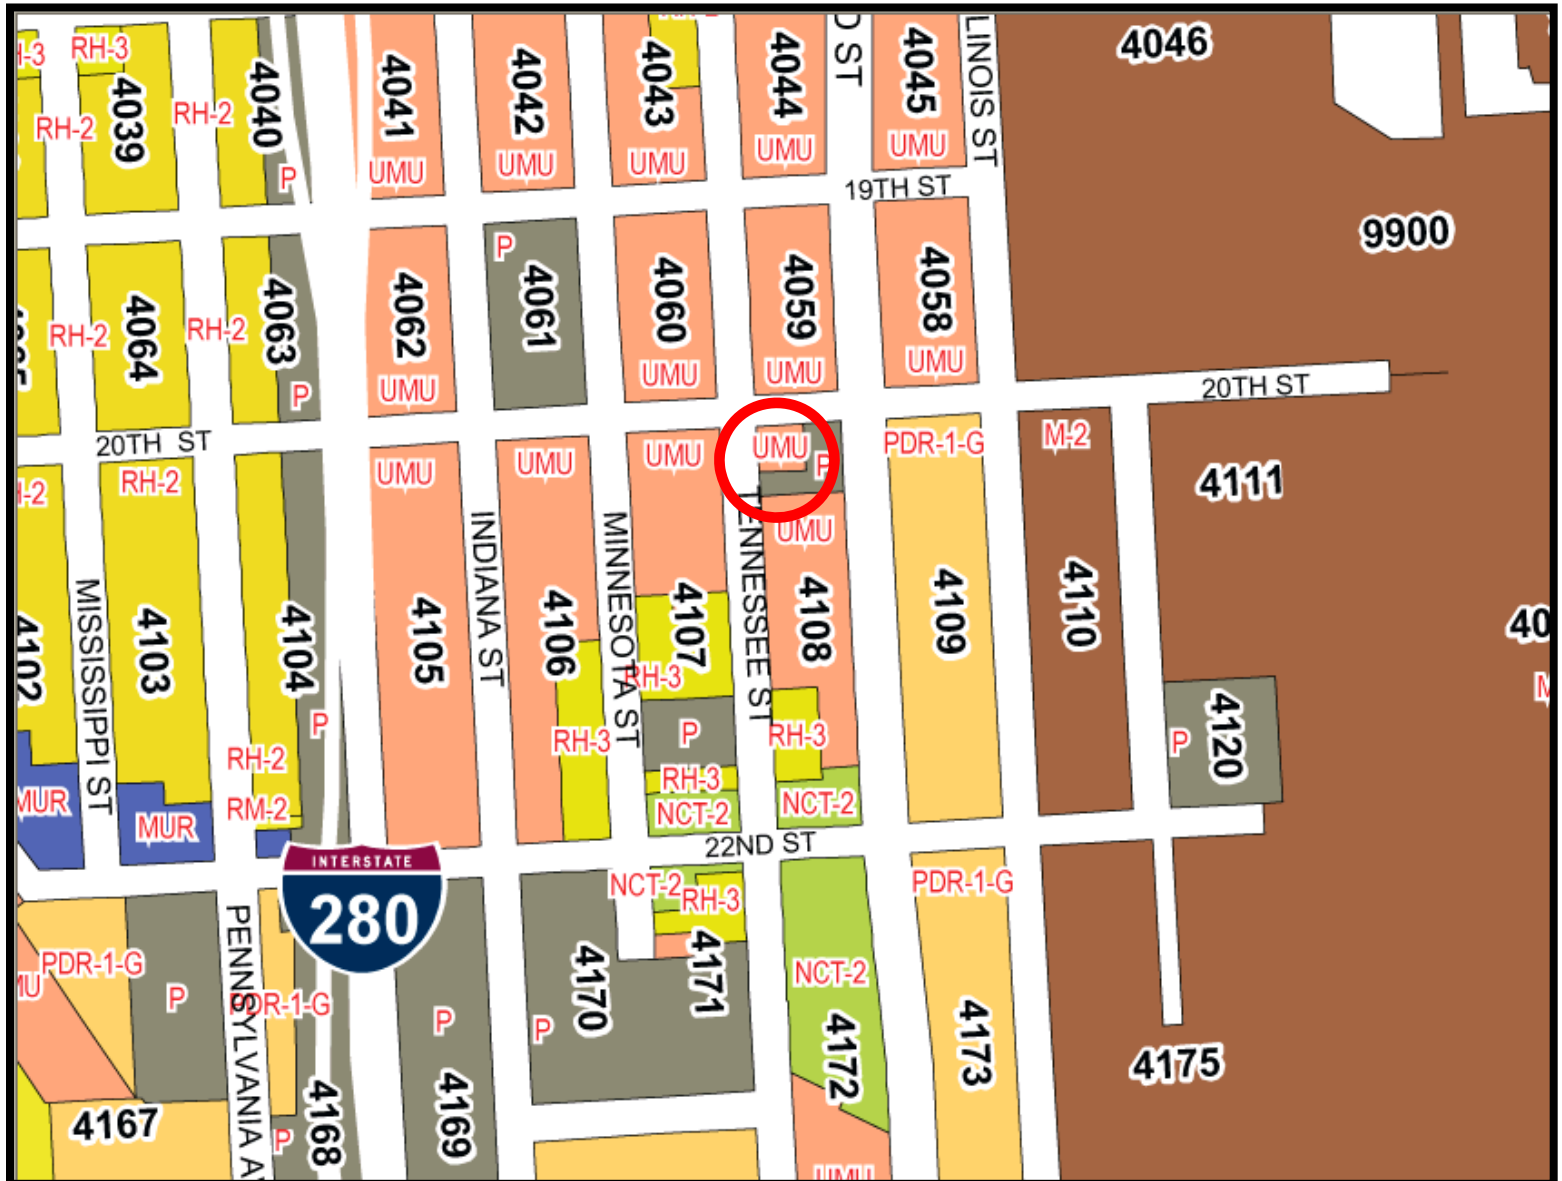 RH-3
4046
4039
4040
4041
4042
4043
4044
4045
D ST
LINOIS ST
RH-2
RH-2
P
UMU
UMU
UMU
UMU
UMU
19TH ST
9900
4064
4063
4062
P
4061
4060
4059
4058
RH-2
RH-2
P
UMU
UMU
UMU
UMU
20TH ST
20TH ST
RH-2
UMU
UMU
UMU
UMU
P
PDR-1-G
M-2
4111
UMU
MISSISSIPPI ST
INDIANA ST
MINNESOTA ST
TENNESSEE ST
4102
4103
4104
4105
4106
4107
4108
4109
4110
40
RH-3
P
P
RH-3
RH-3
P
4120
RH-2
RH-3
MUR
MUR
RM-2
NCT-2
NCT-2
22ND ST
INTERSTATE
280
NCT-2
RH-3
PDR-1-G
PENNSYLVANIA AV
PDR-1-G
P
PDR-1-G
P
4170
P
4171
NCT-2
4172
4173
4175
4167
4168
4169
P
UMU